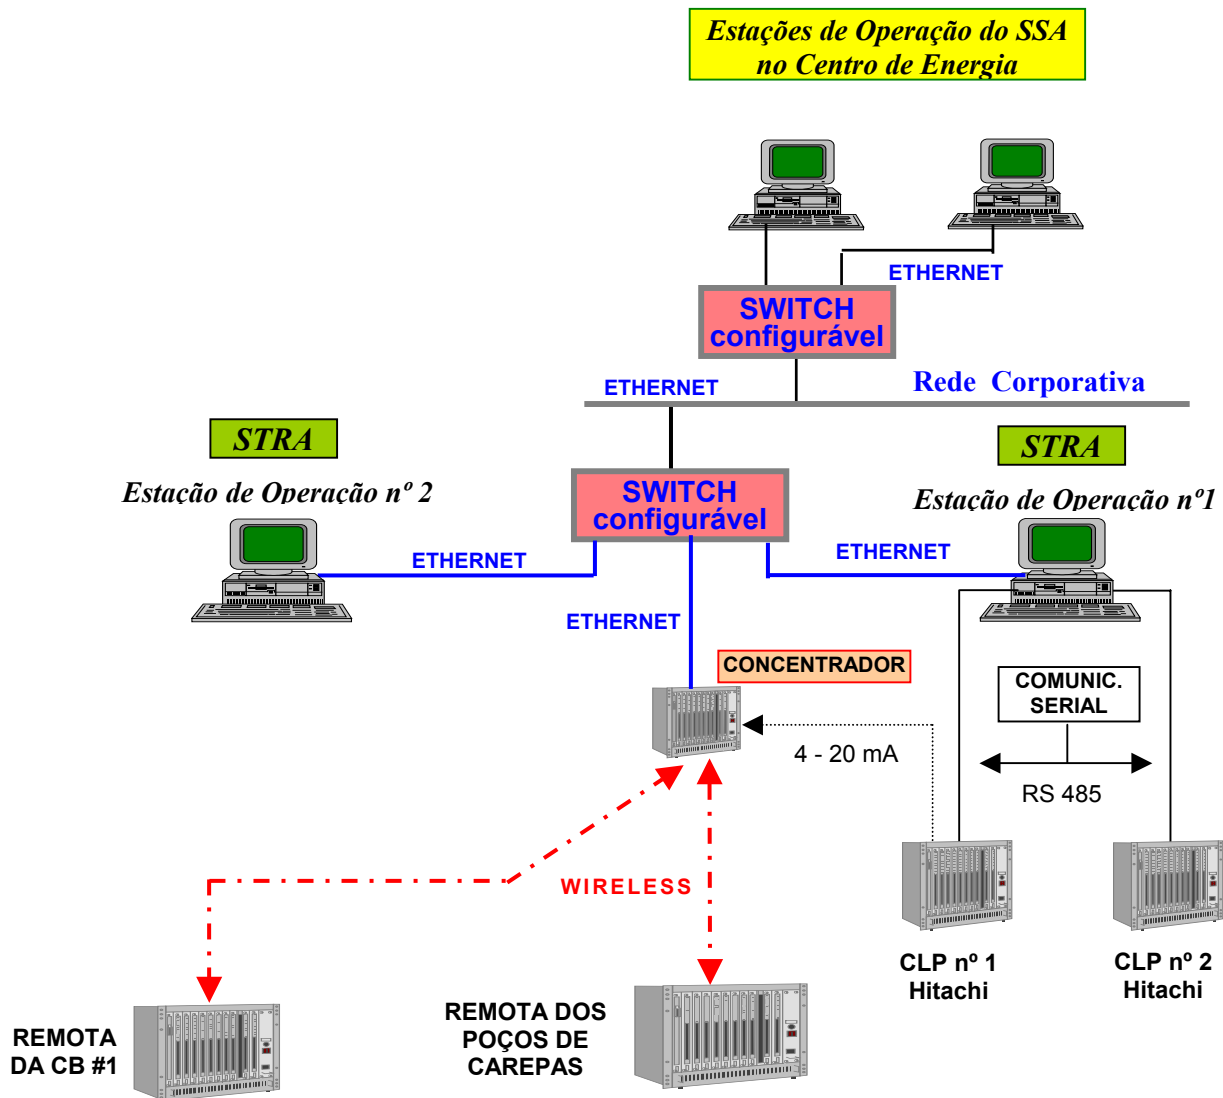 Estações de Operação do SSA
no Centro de Energia
ETHERNET
SWITCH
configurável
ETHERNET
Rede Corporativa
STRA
STRA
Estação de Operação nº 2
Estação de Operação nº1
SWITCH
configurável
ETHERNET
ETHERNET
ETHERNET
CONCENTRADOR
COMUNIC.
SERIAL
4 - 20 mA
RS 485
WIRELESS
CLP nº 1
Hitachi
CLP nº 2
Hitachi
REMOTA DOS
POÇOS DE
CAREPAS
REMOTA
DA CB #1